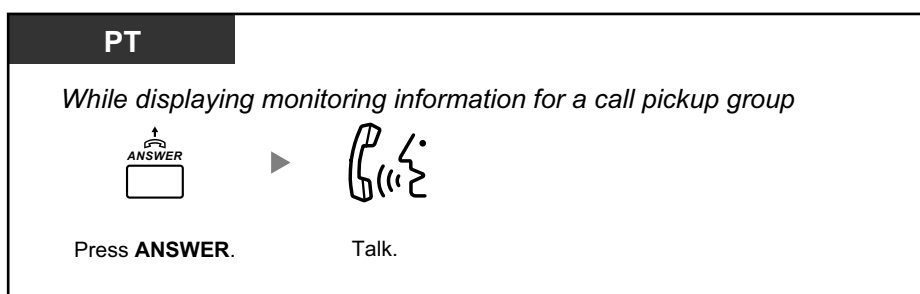 PT
While displaying monitoring information for a call pickup group
ANSWER
Press ANSWER.
Talk.